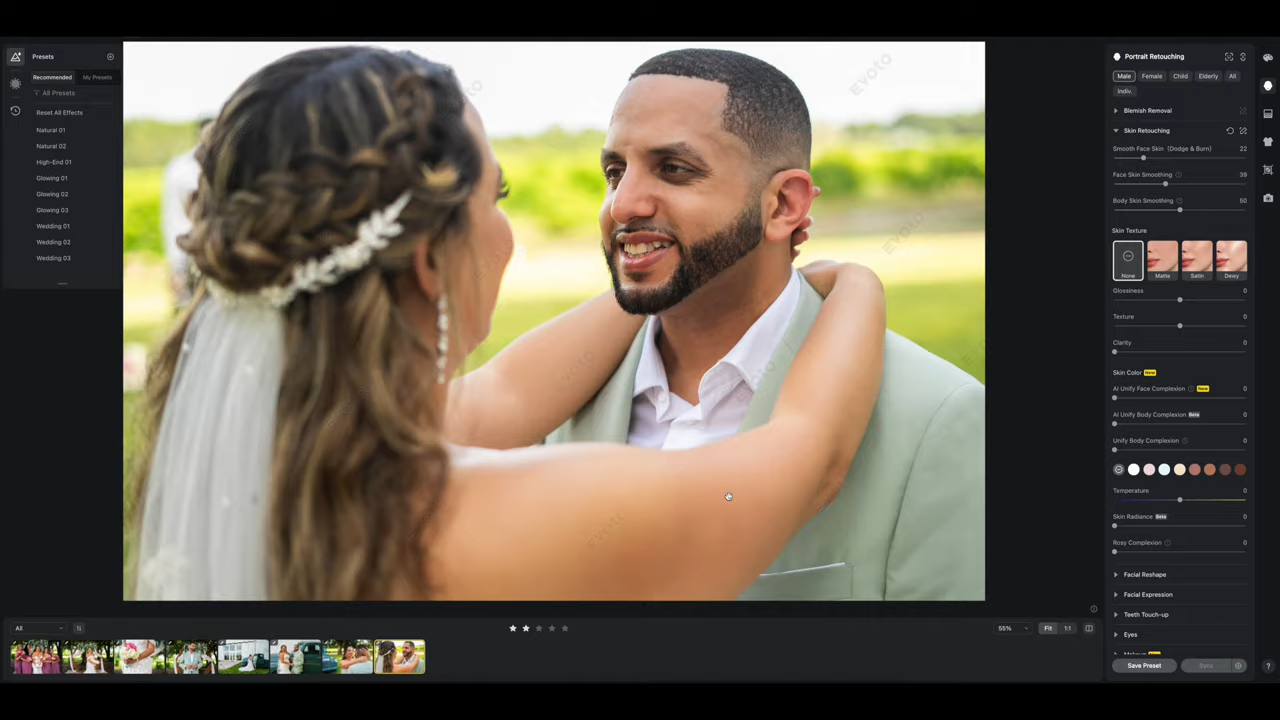 Presets
Recommended
My Presets
All Presets
Reset All Effects
Natural 01
Natural 02
High-End 01
Glowing 01
Glowing 02
Glowing 03
Wedding 01
Wedding 02
Wedding 03
EVOTO
EVOTO
EVOTO
EVOTO
All
55%
Fit
1:1
Portrait Retouching
Male
Female
Child
Elderly
All
Indiv.
Blemish Removal
Skin Retouching
Smooth Face Skin (Dodge & Burn) 22
Face Skin Smoothing 39
Body Skin Smoothing 50
Skin Texture
None
Matte
Satin
Dewy
Glossiness 0
Texture 0
Clarity 0
Skin Color New
AI Unify Face Complexion New 0
AI Unify Body Complexion Beta 0
Unify Body Complexion 0
Temperature 0
Skin Radiance Beta 0
Rosy Complexion 0
Facial Reshape
Facial Expression
Teeth Touch-up
Eyes
Save Preset
Sync